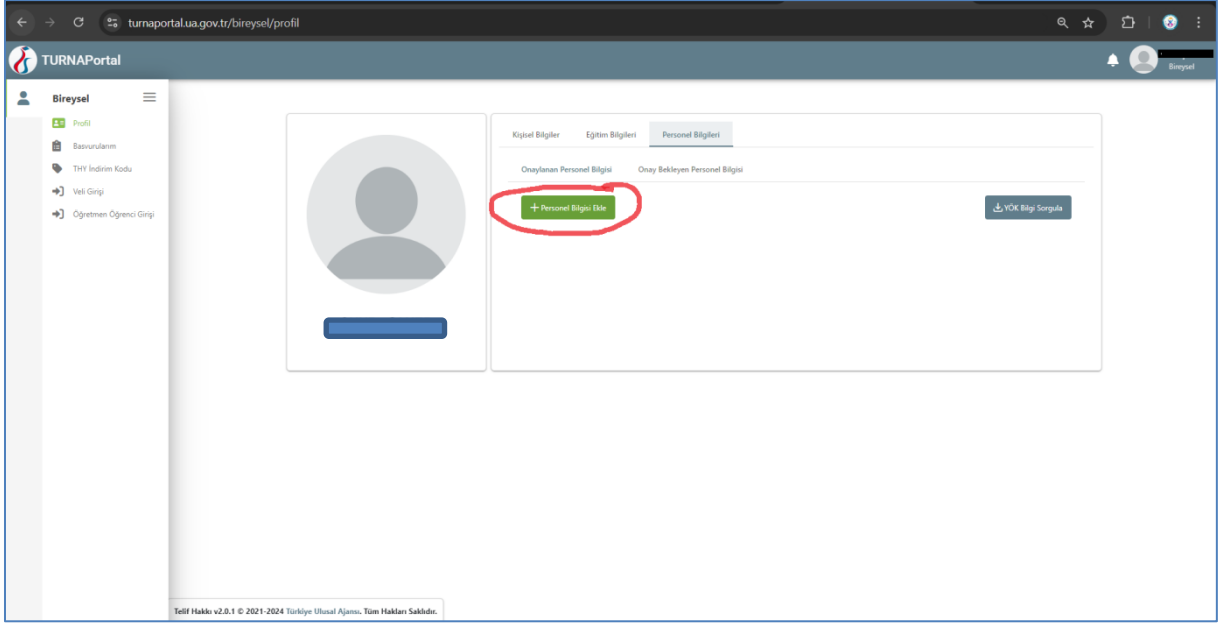 turnaportal.ua.gov.tr/bireysel/profil
TURNAPortal
Bireysel
Bireysel
Profil
Basvurularım
THY İndirim Kodu
Veli Girişi
Öğretmen Öğrenci Girişi
Kişisel Bilgiler Eğitim Bilgileri Personel Bilgileri
Onaylanan Personel Bilgisi Onay Bekleyen Personel Bilgisi
Personel Bilgisi Ekle
YÖK Bilgi Sorgula
Telif Hakkı v2.0.1 © 2021-2024 Türkiye Ulusal Ajansı. Tüm Hakları Saklıdır.